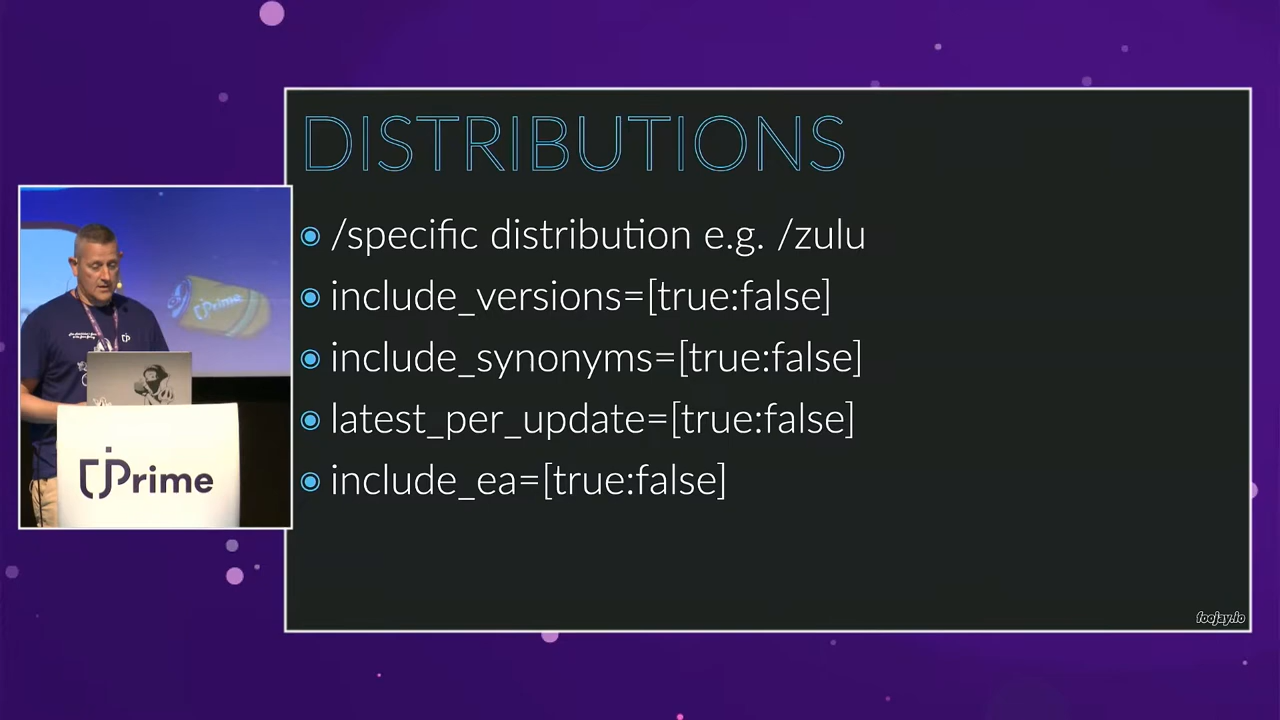 DISTRIBUTIONS
/specific distribution e.g. /zulu
include_versions=[true:false]
include_synonyms=[true:false]
latest_per_update=[true:false]
include_ea=[true:false]
foojay.io
Prime
jPrime